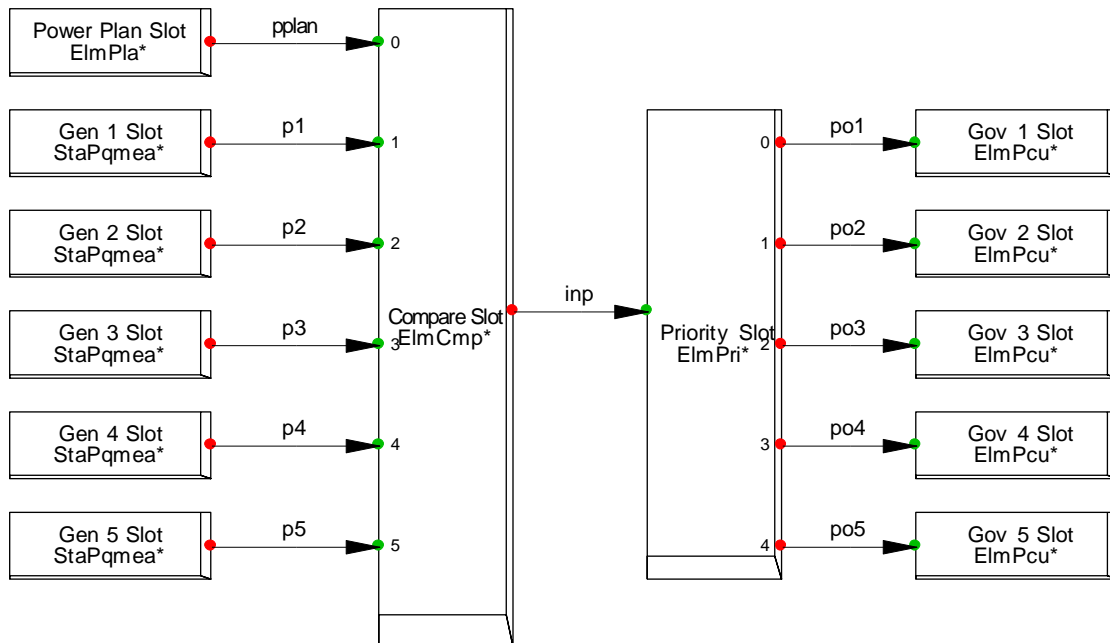 Power Plan Slot
ElmPla*
pplan
0
Gen 1 Slot
StaPqmea*
p1
1
Gen 2 Slot
StaPqmea*
p2
2
Gen 3 Slot
StaPqmea*
p3
3
Gen 4 Slot
StaPqmea*
p4
4
Gen 5 Slot
StaPqmea*
p5
5
Compare Slot
ElmCmp*
inp
Priority Slot
ElmPri*
0
po1
Gov 1 Slot
ElmPcu*
1
po2
Gov 2 Slot
ElmPcu*
2
po3
Gov 3 Slot
ElmPcu*
3
po4
Gov 4 Slot
ElmPcu*
4
po5
Gov 5 Slot
ElmPcu*